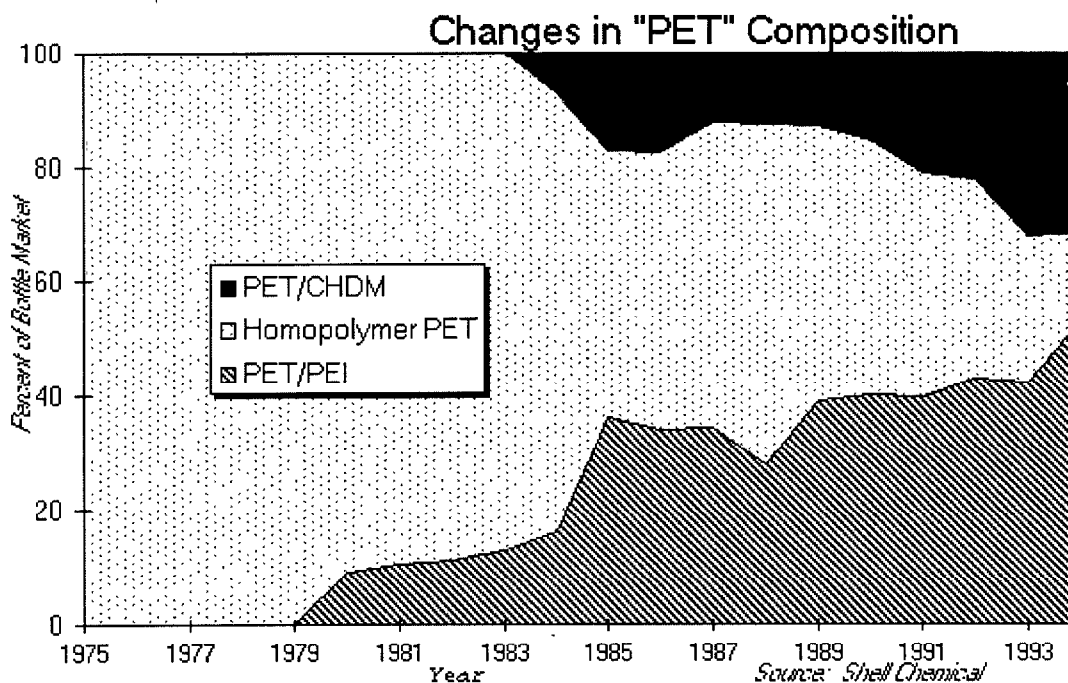 Changes in "PET" Composition
100
80
60
40
20
0
Percent of Bottle Market
PET/CHDM
Homopolymer PET
PET/PEI
1975 1977 1979 1981 1983 1985 1987 1989 1991 1993
Year
Source: Shell Chemical